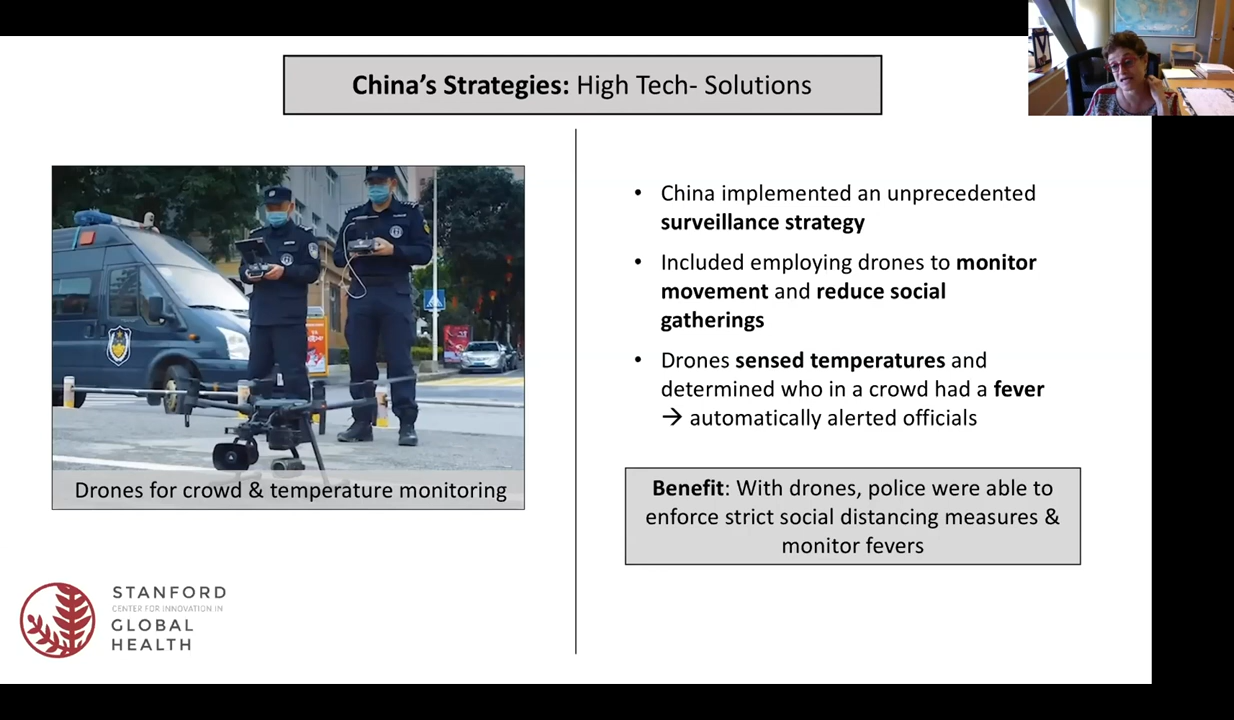 China's Strategies: High Tech- Solutions
• China implemented an unprecedented
surveillance strategy
• Included employing drones to monitor
movement and reduce social
gatherings
• Drones sensed temperatures and
determined who in a crowd had a fever
→ automatically alerted officials
Drones for crowd & temperature monitoring
Benefit: With drones, police were able to
enforce strict social distancing measures &
monitor fevers
STANFORD
CENTER FOR INNOVATION IN
GLOBAL
HEALTH